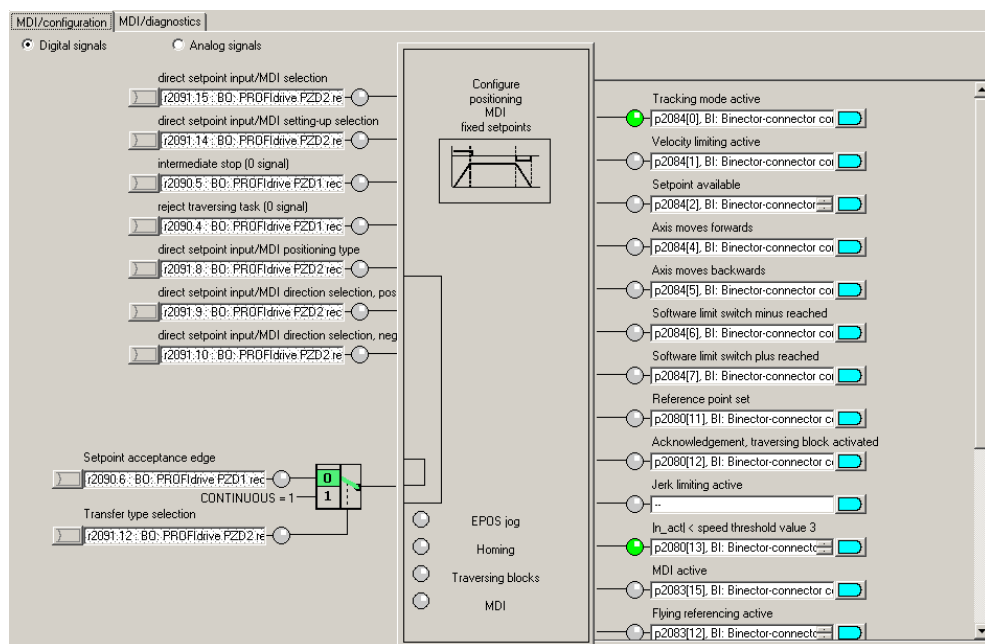 MDI/configuration
MDI/diagnostics
Digital signals
Analog signals
direct setpoint input/MDI selection
r2091.15 : BO: PROFIdrive PZD2 re
direct setpoint input/MDI setting-up selection
r2091.14 : BO: PROFIdrive PZD2 re
intermediate stop (0 signal)
r2090.5 : BO: PROFIdrive PZD1 rec
reject traversing task (0 signal)
r2090.4 : BO: PROFIdrive PZD1 rec
direct setpoint input/MDI positioning type
r2091.8 : BO: PROFIdrive PZD2 rec
direct setpoint input/MDI direction selection, pos
r2091.9 : BO: PROFIdrive PZD2 rec
direct setpoint input/MDI direction selection, neg
r2091.10 : BO: PROFIdrive PZD2 re
Setpoint acceptance edge
r2090.6 : BO: PROFIdrive PZD1 rec
0
CONTINUOUS = 1
1
Transfer type selection
r2091.12 : BO: PROFIdrive PZD2 re
Configure
positioning
MDI
fixed setpoints
EPOS jog
Homing
Traversing blocks
MDI
Tracking mode active
p2084[0], BI: Binector-connector cor
Velocity limiting active
p2084[1], BI: Binector-connector cor
Setpoint available
p2084[2], BI: Binector-connector
Axis moves forwards
p2084[4], BI: Binector-connector cor
Axis moves backwards
p2084[5], BI: Binector-connector cor
Software limit switch minus reached
p2084[6], BI: Binector-connector cor
Software limit switch plus reached
p2084[7], BI: Binector-connector cor
Reference point set
p2080[11], BI: Binector-connector c
Acknowledgement, traversing block activated
p2080[12], BI: Binector-connector c
Jerk limiting active
--
|n_act| < speed threshold value 3
p2080[13], BI: Binector-connecto
MDI active
p2083[15], BI: Binector-connector c
Flying referencing active
p2083[12], BI: Binector-connecto